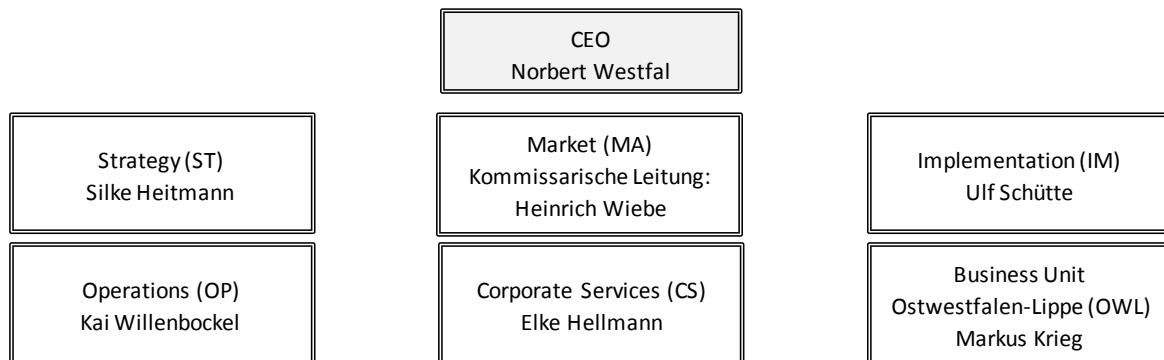 CEO
Norbert Westfal
Strategy (ST)
Silke Heitmann
Market (MA)
Kommissarische Leitung:
Heinrich Wiebe
Implementation (IM)
Ulf Schütte
Operations (OP)
Kai Willenbockel
Corporate Services (CS)
Elke Hellmann
Business Unit
Ostwestfalen-Lippe (OWL)
Markus Krieg